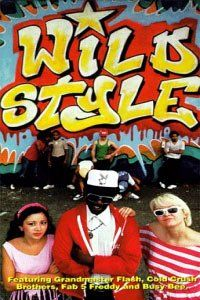 WILD
STYLE
Featuring Grandmaster Flash, Cold Crush
Brothers, Fab 5 Freddy and Busy Bee.